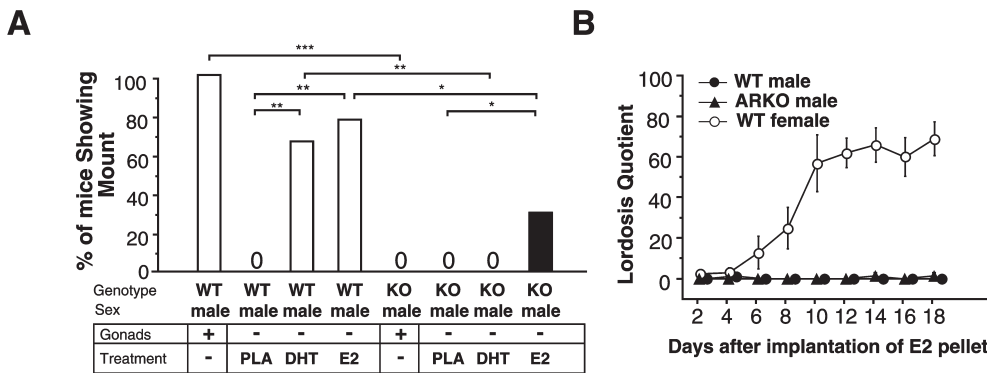 A
% of mice Showing
Mount
100
80
60
40
20
0
***
**
** *
** *
0 0 0 0
Genotype WT WT WT WT KO KO KO KO
Sex male male male male male male male male
Gonads + - - - + - - -
Treatment - PLA DHT E2 - PLA DHT E2
B
Lordosis Quotient
100
80
60
40
20
0
WT male
ARKO male
WT female
2 4 6 8 10 12 14 16 18
Days after implantation of E2 pellet